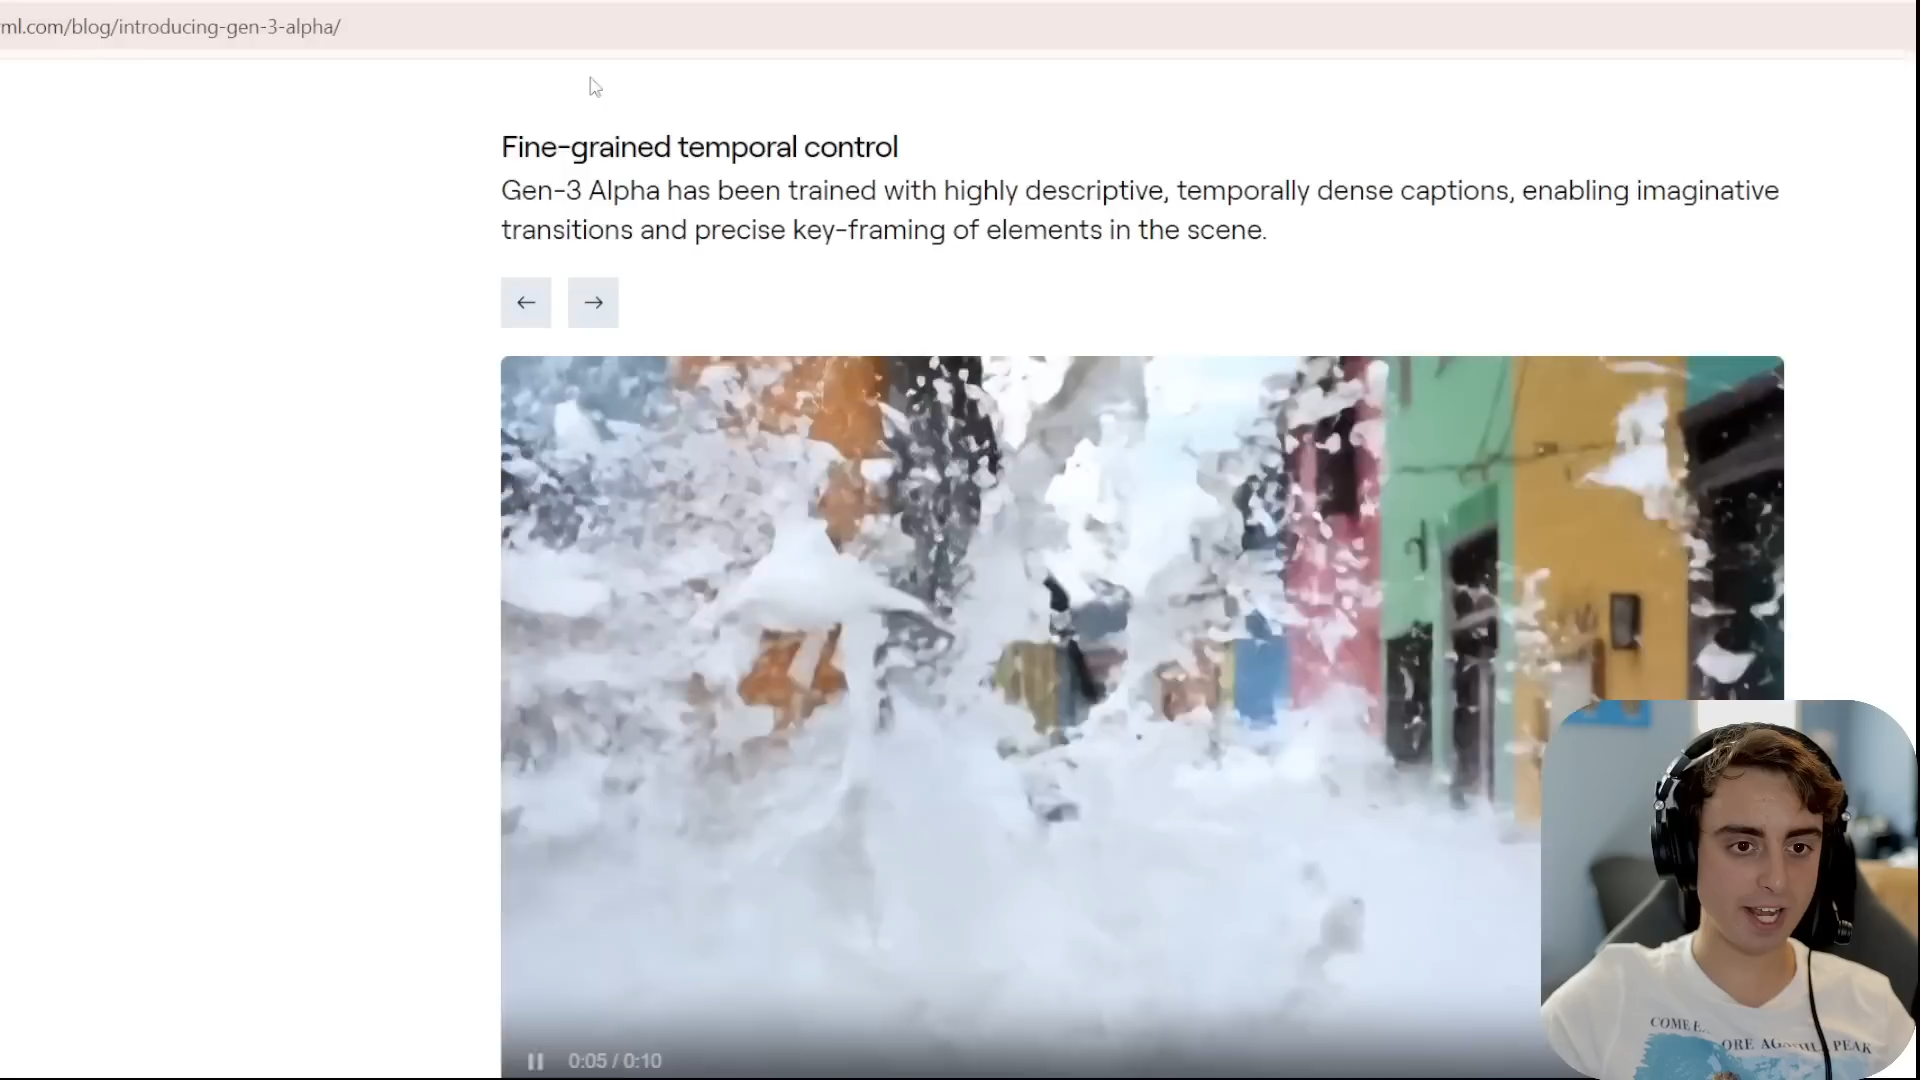 ml.com/blog/introducing-gen-3-alpha/
Fine-grained temporal control
Gen-3 Alpha has been trained with highly descriptive, temporally dense captions, enabling imaginative
transitions and precise key-framing of elements in the scene.
0:05 / 0:10
COME E
ORE AG PEAK